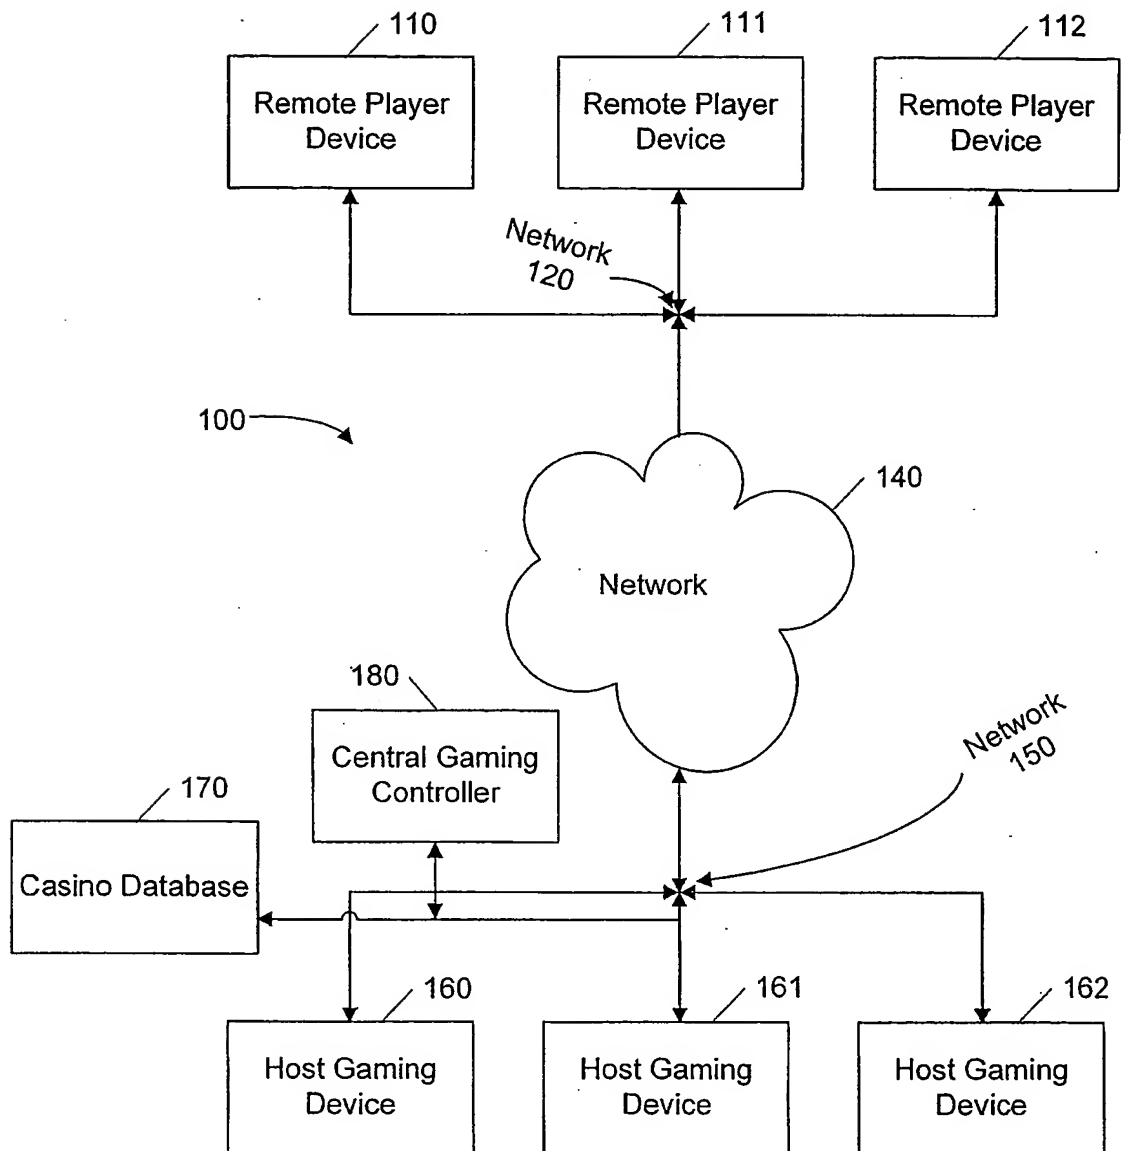 110
111
112
Remote Player
Device
Remote Player
Device
Remote Player
Device
Network
120
100
140
Network
180
Central Gaming
Controller
Network
150
170
Casino Database
160
161
162
Host Gaming
Device
Host Gaming
Device
Host Gaming
Device